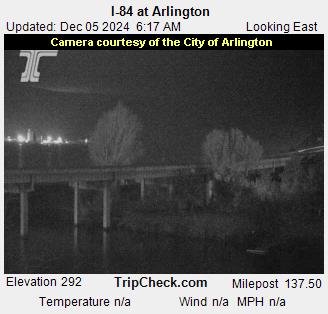 I-84 at Arlington
Updated: Dec 05 2024 6:17 AM Looking East
Camera courtesy of the City of Arlington
Elevation 292 TripCheck.com Milepost 137.50
Temperature n/a Wind n/a MPH n/a